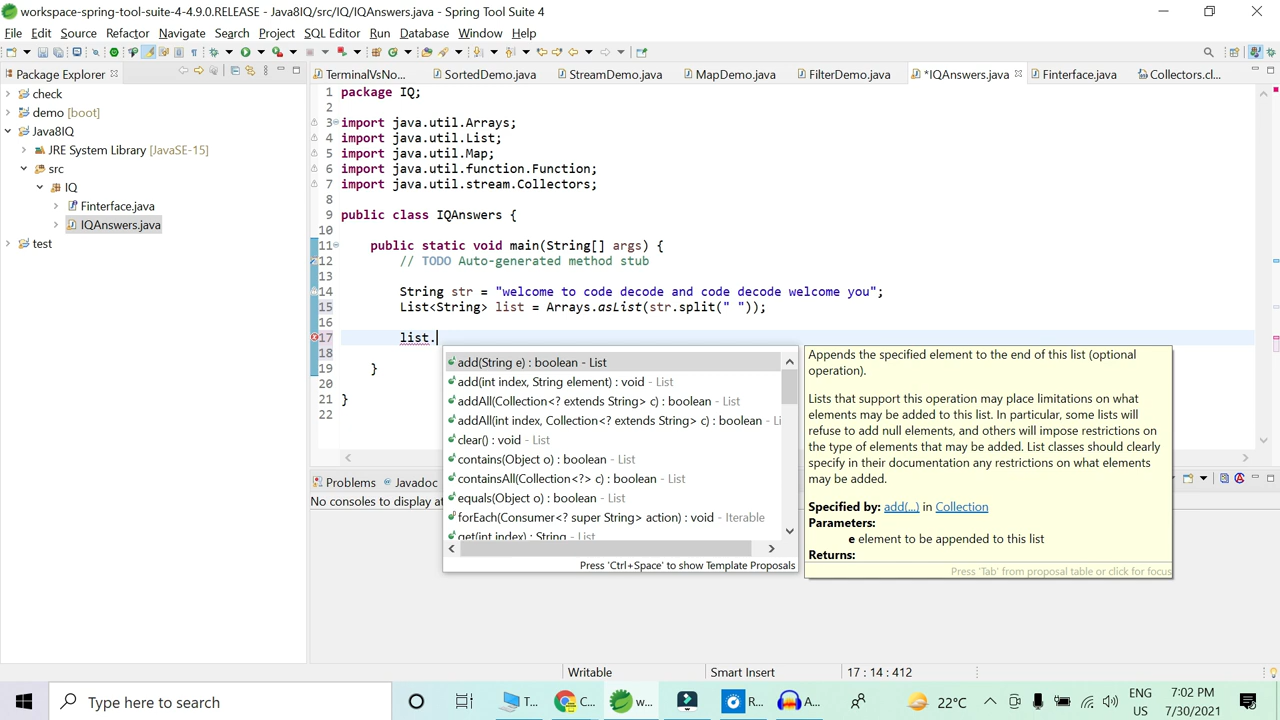 workspace-spring-tool-suite-4-4.9.0.RELEASE - Java8IQ/src/IQ/IQAnswers.java - Spring Tool Suite 4
File Edit Source Refactor Navigate Search Project SQL Editor Run Database Window Help
Package Explorer
TerminalVsNo... SortedDemo.java StreamDemo.java MapDemo.java FilterDemo.java *IQAnswers.java Finterface.java Collectors.cl...
check
demo [boot]
Java8IQ
JRE System Library [JavaSE-15]
src
IQ
Finterface.java
IQAnswers.java
test
1 package IQ;
2
3 import java.util.Arrays;
4 import java.util.List;
5 import java.util.Map;
6 import java.util.function.Function;
7 import java.util.stream.Collectors;
8
9 public class IQAnswers {
10
11 public static void main(String[] args) {
12 // TODO Auto-generated method stub
13
14 String str = "welcome to code decode and code decode welcome you";
15 List<String> list = Arrays.asList(str.split(" "));
16
17 list.
18
19 }
20
21 }
22
add(String e) : boolean - List
add(int index, String element) : void - List
addAll(Collection<? extends String> c) : boolean - List
addAll(int index, Collection<? extends String> c) : boolean - Li
clear() : void - List
contains(Object o) : boolean - List
containsAll(Collection<?> c) : boolean - List
equals(Object o) : boolean - List
forEach(Consumer<? super String> action) : void - Iterable
get(int index) : String - List
Press 'Ctrl+Space' to show Template Proposals
Appends the specified element to the end of this list (optional
operation).
Lists that support this operation may place limitations on what
elements may be added to this list. In particular, some lists will
refuse to add null elements, and others will impose restrictions on
the type of elements that may be added. List classes should clearly
specify in their documentation any restrictions on what elements
may be added.
Specified by: add(...) in Collection
Parameters:
e element to be appended to this list
Returns:
Press 'Tab' from proposal table or click for focus
Problems Javadoc
No consoles to display at
Writable Smart Insert 17 : 14 : 412
Type here to search
T... C... w... R... A...
22°C
ENG
US
7:02 PM
7/30/2021